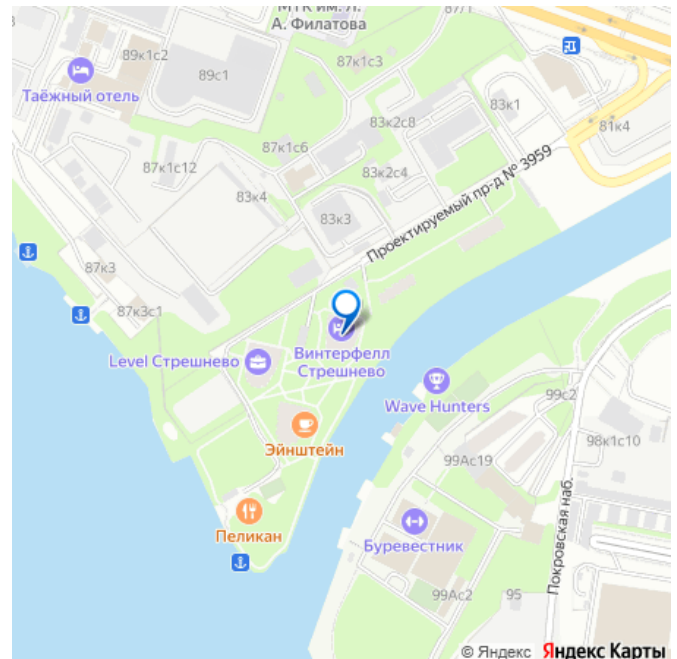 МТК им. Л.
А. Филатова
87/1
89к1с2
87к1с3
89с1
Таёжный отель
83к1
83к2с8
81к4
87к1с6
87к1с12
83к2с4
Проектируемый пр-д № 3959
83к4
83к3
87к3
87к3с1
Level Стрешнево
Винтерфелл
Стрешнево
Wave Hunters
99с2
Эйнштейн
98к1с10
99Ас19
Покровская наб.
Пеликан
Буревестник
99Ас2
95
© Яндекс Яндекс Карты